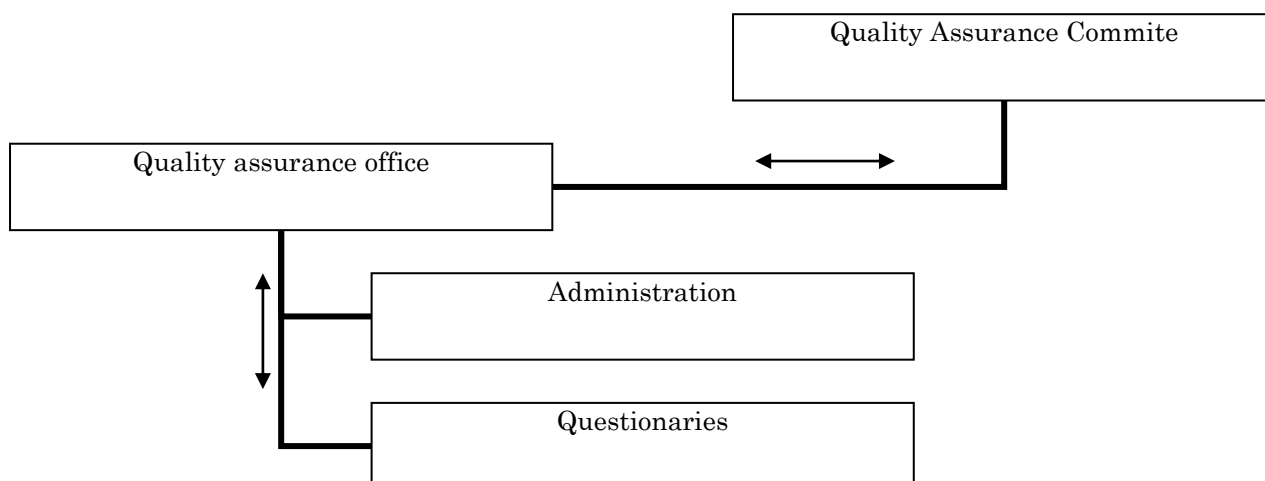 Quality Assurance Commite
Quality assurance office
Administration
Questionaries